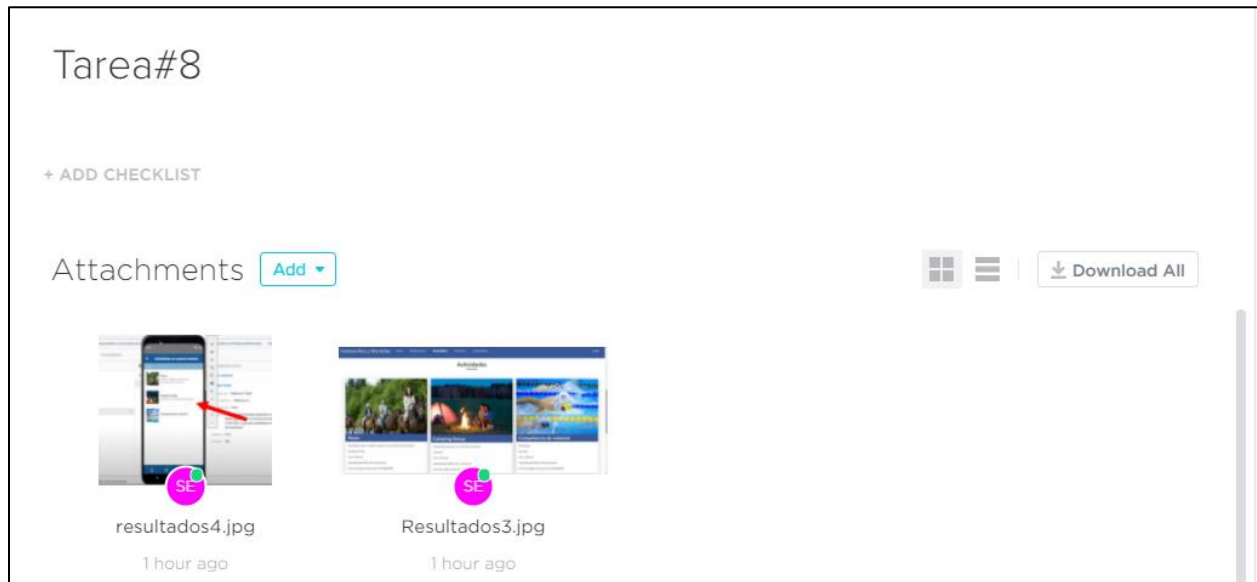 Tarea#8
+ ADD CHECKLIST
Attachments Add Download All
Actividades
SE SE
resultados4.jpg Resultados3.jpg
1 hour ago 1 hour ago